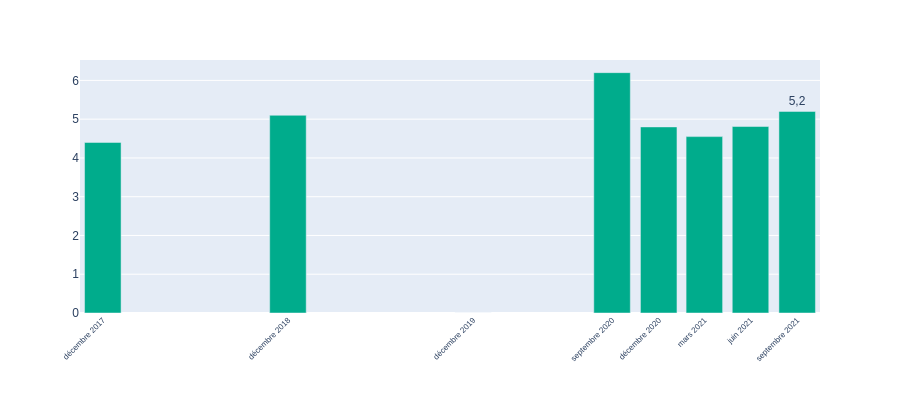 6
5
4
3
2
1
0
5,2
décembre 2017
décembre 2018
décembre 2019
septembre 2020
décembre 2020
mars 2021
juin 2021
septembre 2021